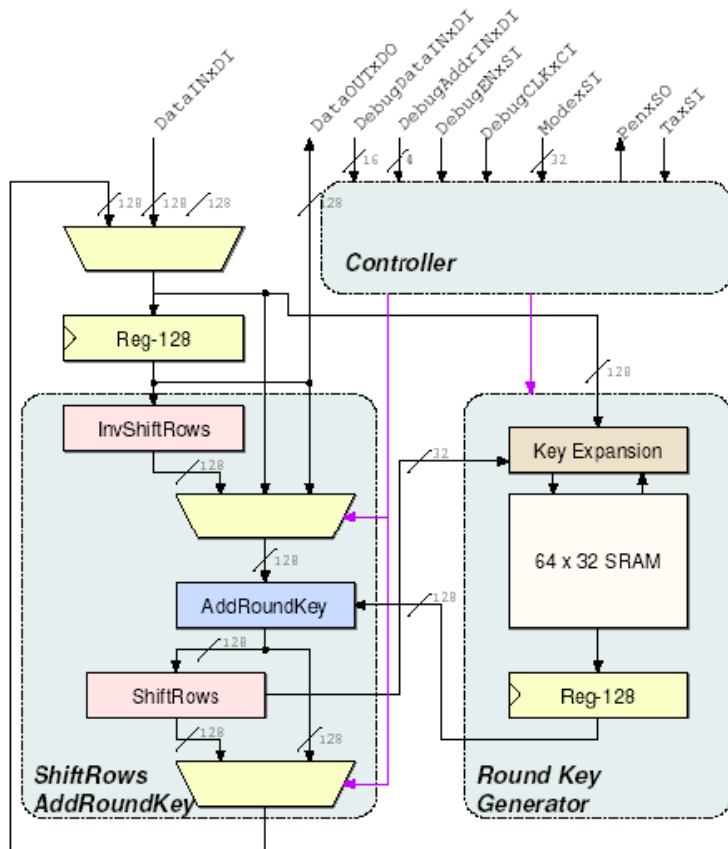 DataINxDI
DataOUTxDO
DebugDataINxDI
DebugAddrINxDI
DebugENxSI
DebugCLKxCI
ModexSI
PenxSO
TaxSI
16
4
32
128
128
128
128
Controller
Reg-128
128
InvShiftRows
128
32
Key Expansion
64 x 32 SRAM
128
AddRoundKey
128
128
ShiftRows
Reg-128
128
128
ShiftRows
AddRoundKey
Round Key
Generator